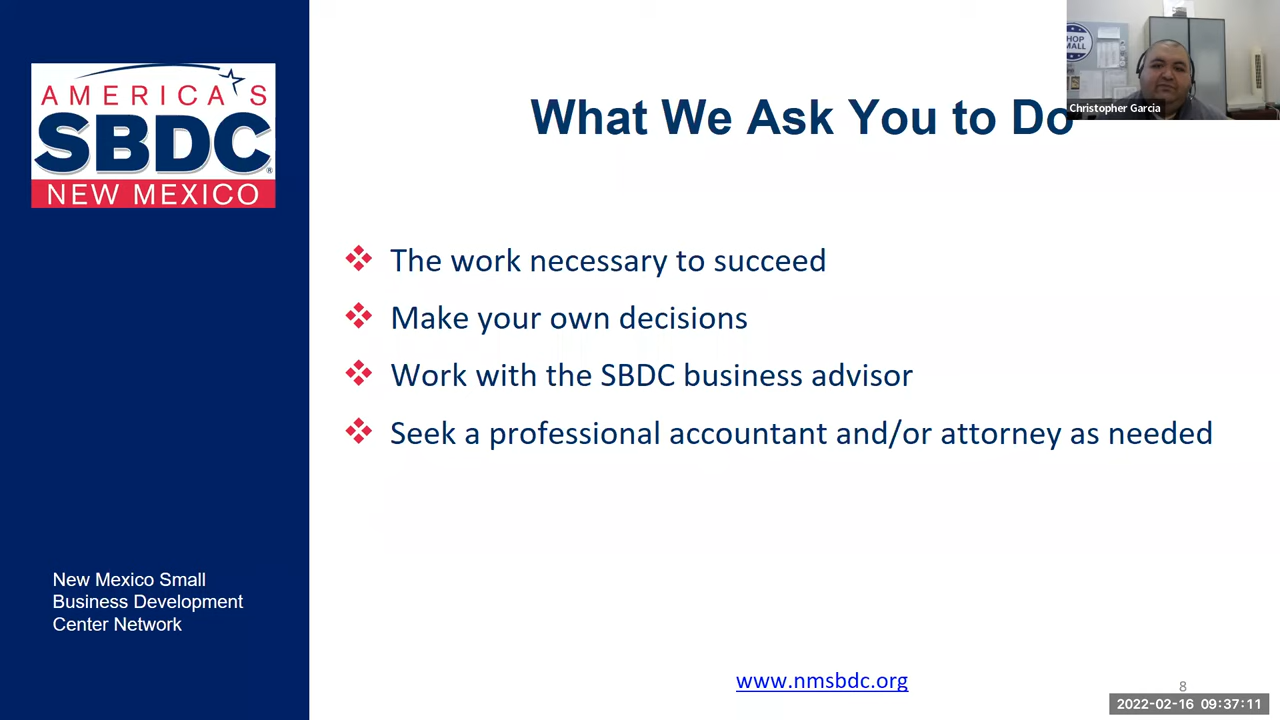 AMERICA'S
SBDC®
NEW MEXICO
What We Ask You to Do
HOP
MALL
Christopher Garcia
❖ The work necessary to succeed
❖ Make your own decisions
❖ Work with the SBDC business advisor
❖ Seek a professional accountant and/or attorney as needed
New Mexico Small
Business Development
Center Network
www.nmsbdc.org
8
2022-02-16 09:37:11